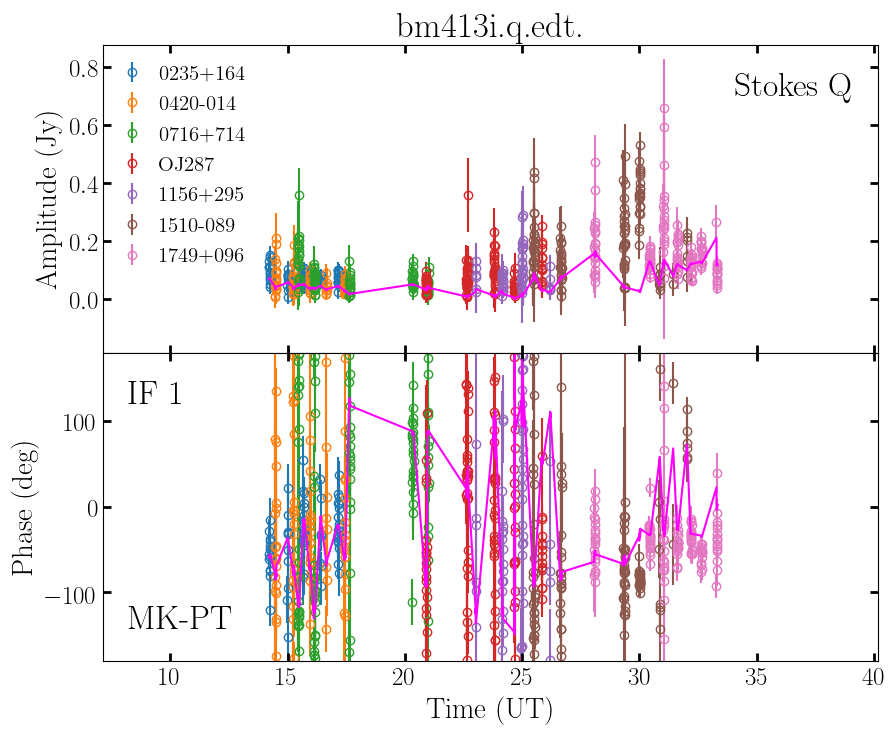 bm413i.q.edt.
Stokes Q
0235+164
0420-014
0716+714
OJ287
1156+295
1510-089
1749+096
Amplitude (Jy)
0.8
0.6
0.4
0.2
0.0
IF 1
MK-PT
Phase (deg)
100
0
−100
10
15
20
25
30
35
40
Time (UT)